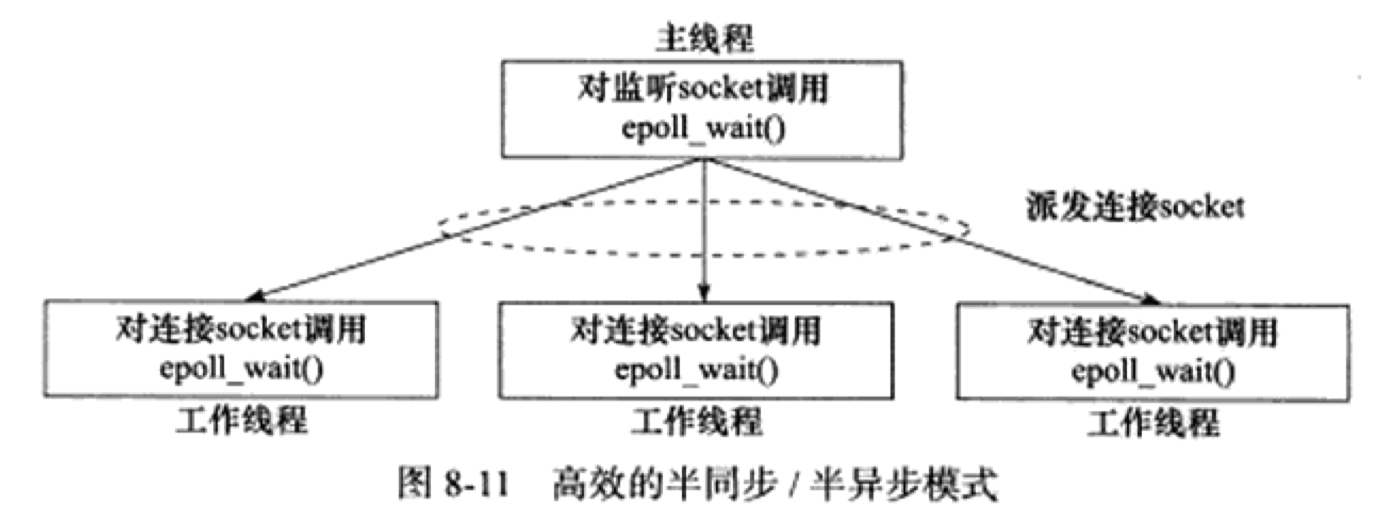 主线程
对监听socket调用
epoll_wait()
派发连接socket
对连接socket调用
epoll_wait()
工作线程
对连接socket调用
epoll_wait()
工作线程
对连接socket调用
epoll_wait()
工作线程
图 8-11 高效的半同步 / 半异步模式